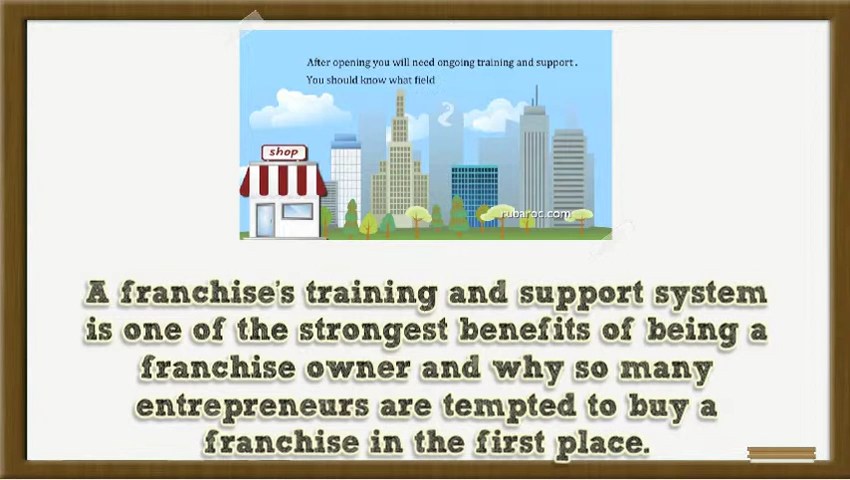 After opening you will need ongoing training and support.
You should know what field
shop
rubaroc.com
A franchise's training and support system
is one of the strongest benefits of being a
franchise owner and why so many
entrepreneurs are tempted to buy a
franchise in the first place.